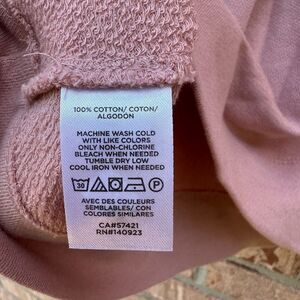 100% COTTON/ COTON/
ALGODÓN
MACHINE WASH COLD
WITH LIKE COLORS
ONLY NON-CHLORINE
BLEACH WHEN NEEDED
TUMBLE DRY LOW
COOL IRON WHEN NEEDED
30 P
AVEC DES COULEURS
SEMBLABLES/ CON
COLORES SIMILARES
CA#57421
RN#140923